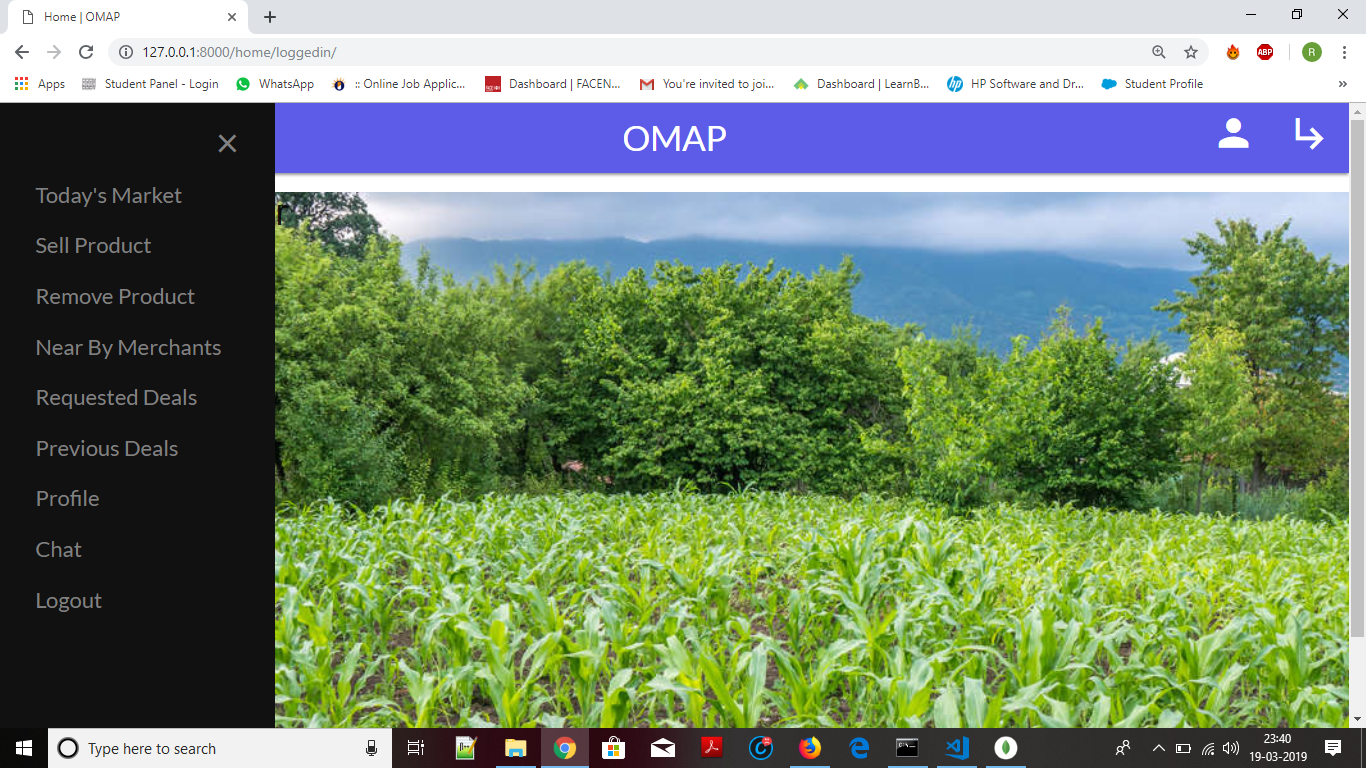 Home | OMAP
127.0.0.1:8000/home/loggedin/
ABP
R
Apps
Student Panel - Login
WhatsApp
:: Online Job Applic...
Dashboard | FACEN...
You're invited to joi...
Dashboard | LearnB...
HP Software and Dr...
Student Profile
»
OMAP
Today's Market
Sell Product
Remove Product
Near By Merchants
Requested Deals
Previous Deals
Profile
Chat
Logout
r
Type here to search
23:40
19-03-2019